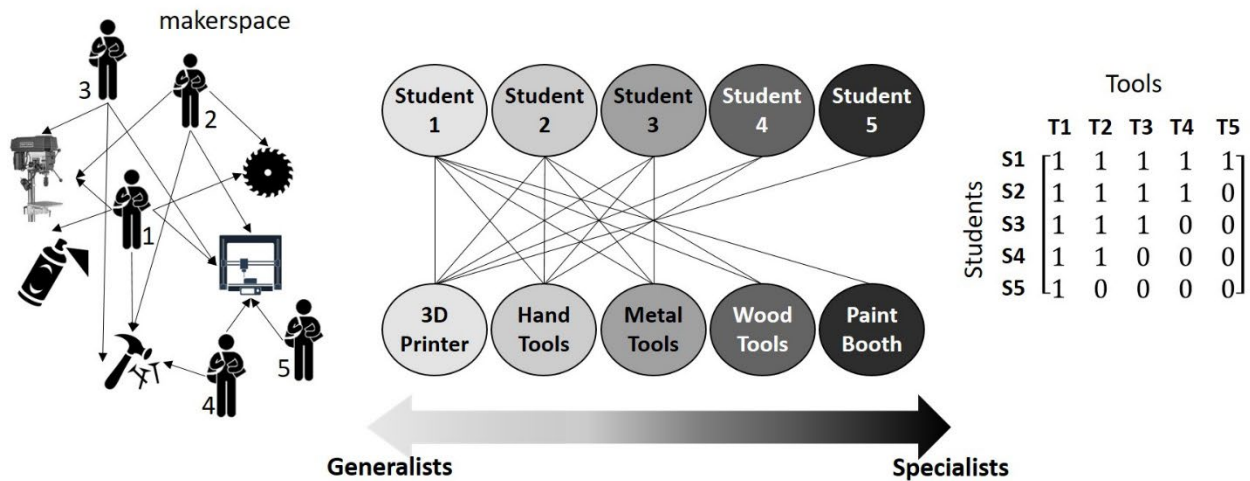 makerspace
3
2
1
5
4
Student
1
Student
2
Student
3
Student
4
Student
5
3D
Printer
Hand
Tools
Metal
Tools
Wood
Tools
Paint
Booth
Generalists
Specialists
Tools
T1 T2 T3 T4 T5
Students
S1 1 1 1 1 1
S2 1 1 1 1 0
S3 1 1 1 0 0
S4 1 1 0 0 0
S5 1 0 0 0 0